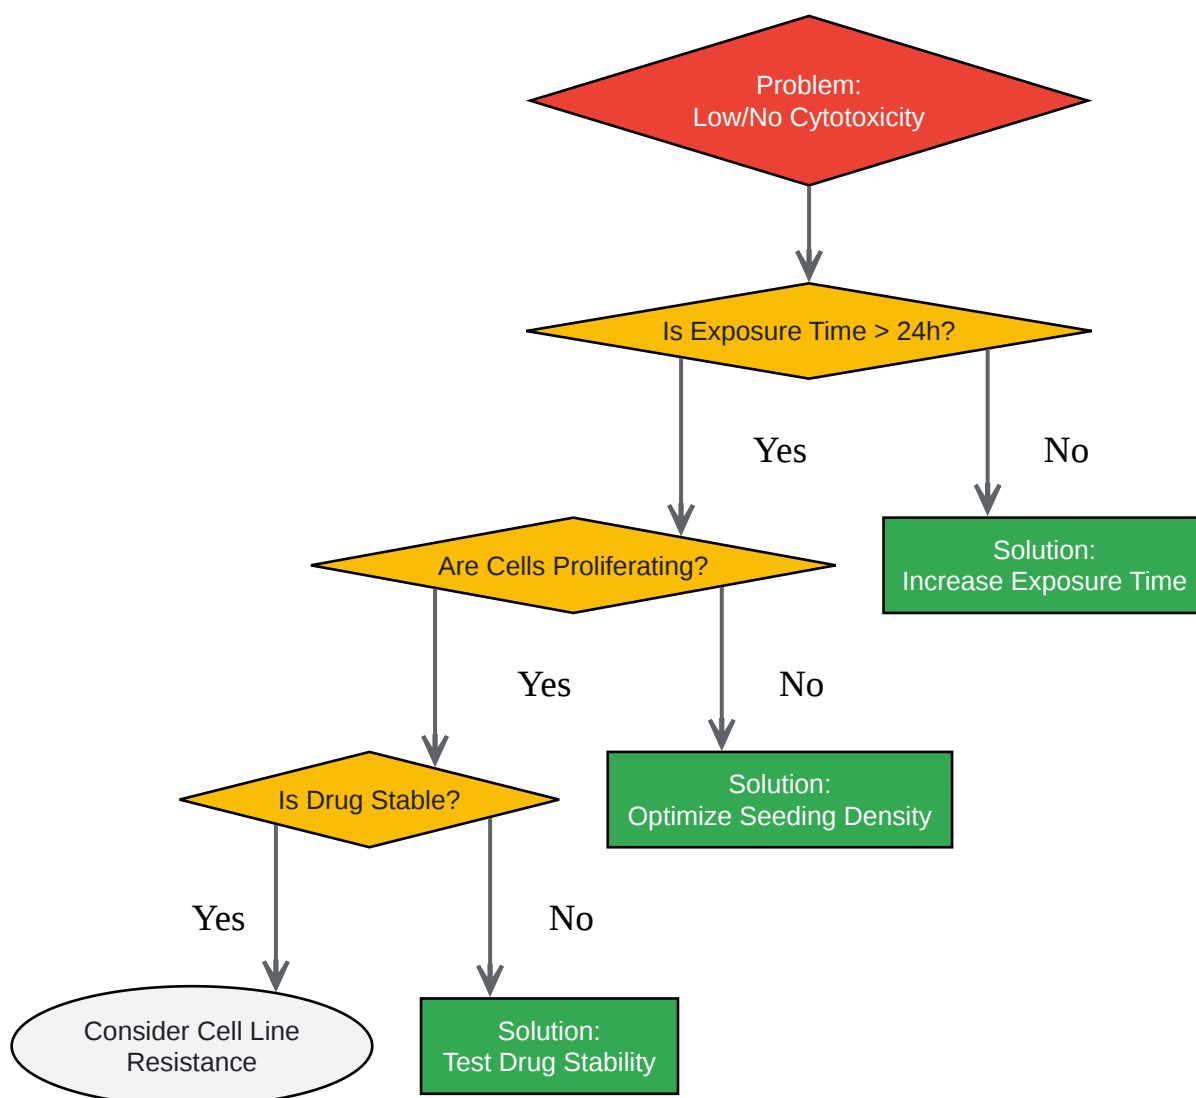 Problem:
Low/No Cytotoxicity
Is Exposure Time > 24h?
Yes
No
Are Cells Proliferating?
Solution:
Increase Exposure Time
Yes
No
Is Drug Stable?
Solution:
Optimize Seeding Density
Yes
No
Consider Cell Line
Resistance
Solution:
Test Drug Stability